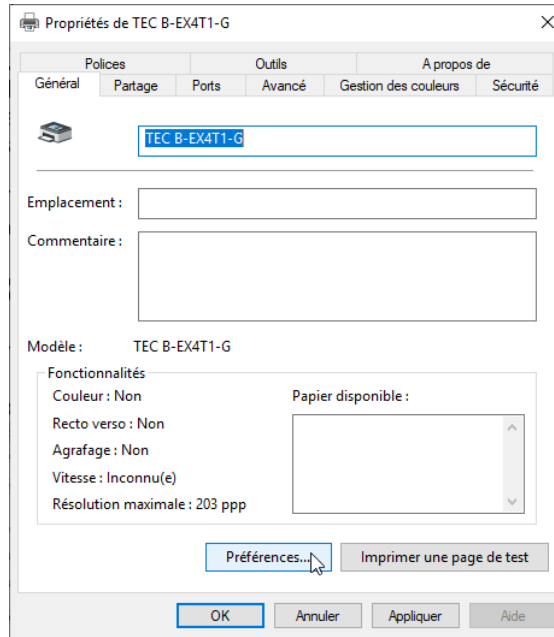 Propriétés de TEC B-EX4T1-G
Polices Outils A propos de
Général Partage Ports Avancé Gestion des couleurs Sécurité
TEC B-EX4T1-G
Emplacement :
Commentaire :
Modèle : TEC B-EX4T1-G
Fonctionnalités
Couleur : Non Papier disponible :
Recto verso : Non
Agrafage : Non
Vitesse : Inconnu(e)
Résolution maximale : 203 ppp
Préférences... Imprimer une page de test
OK Annuler Appliquer Aide